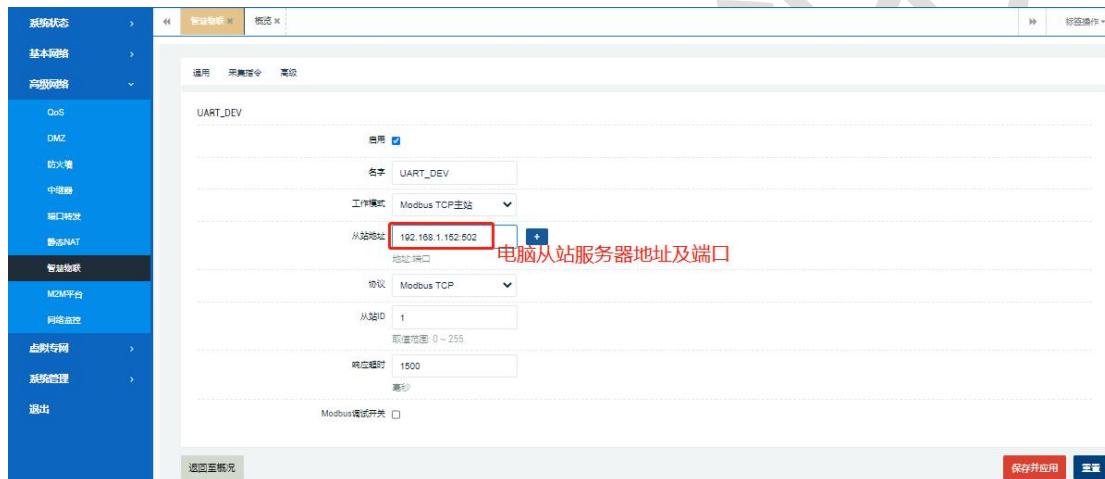 系统状态
智慧物联
概览
标签操作
基本网络
高级网络
通用 采集指令 高级
QoS
UART_DEV
DMZ
启用
防火墙
名字 UART_DEV
中继器
工作模式 Modbus TCP主站
端口转发
从站地址 192.168.1.152:502 +
静态NAT
电脑从站服务器地址及端口
地址:端口
智慧物联
协议 Modbus TCP
M2M平台
从站ID 1
网络监控
取值范围: 0 ~ 255
虚拟专网
响应超时 1500
系统管理
毫秒
退出
Modbus调试开关
返回至概况
保存并应用
重置